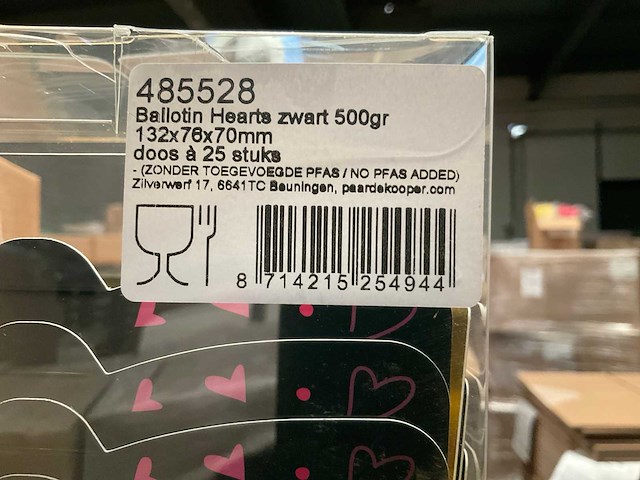 485528
Ballotin Hearts zwart 500gr
132x76x70mm
doos à 25 stuks
- (ZONDER TOEGEVOEGDE PFAS / NO PFAS ADDED)
Zilverwerf 17, 6641TC Beuningen, paardekooper.com
8 714215 254944